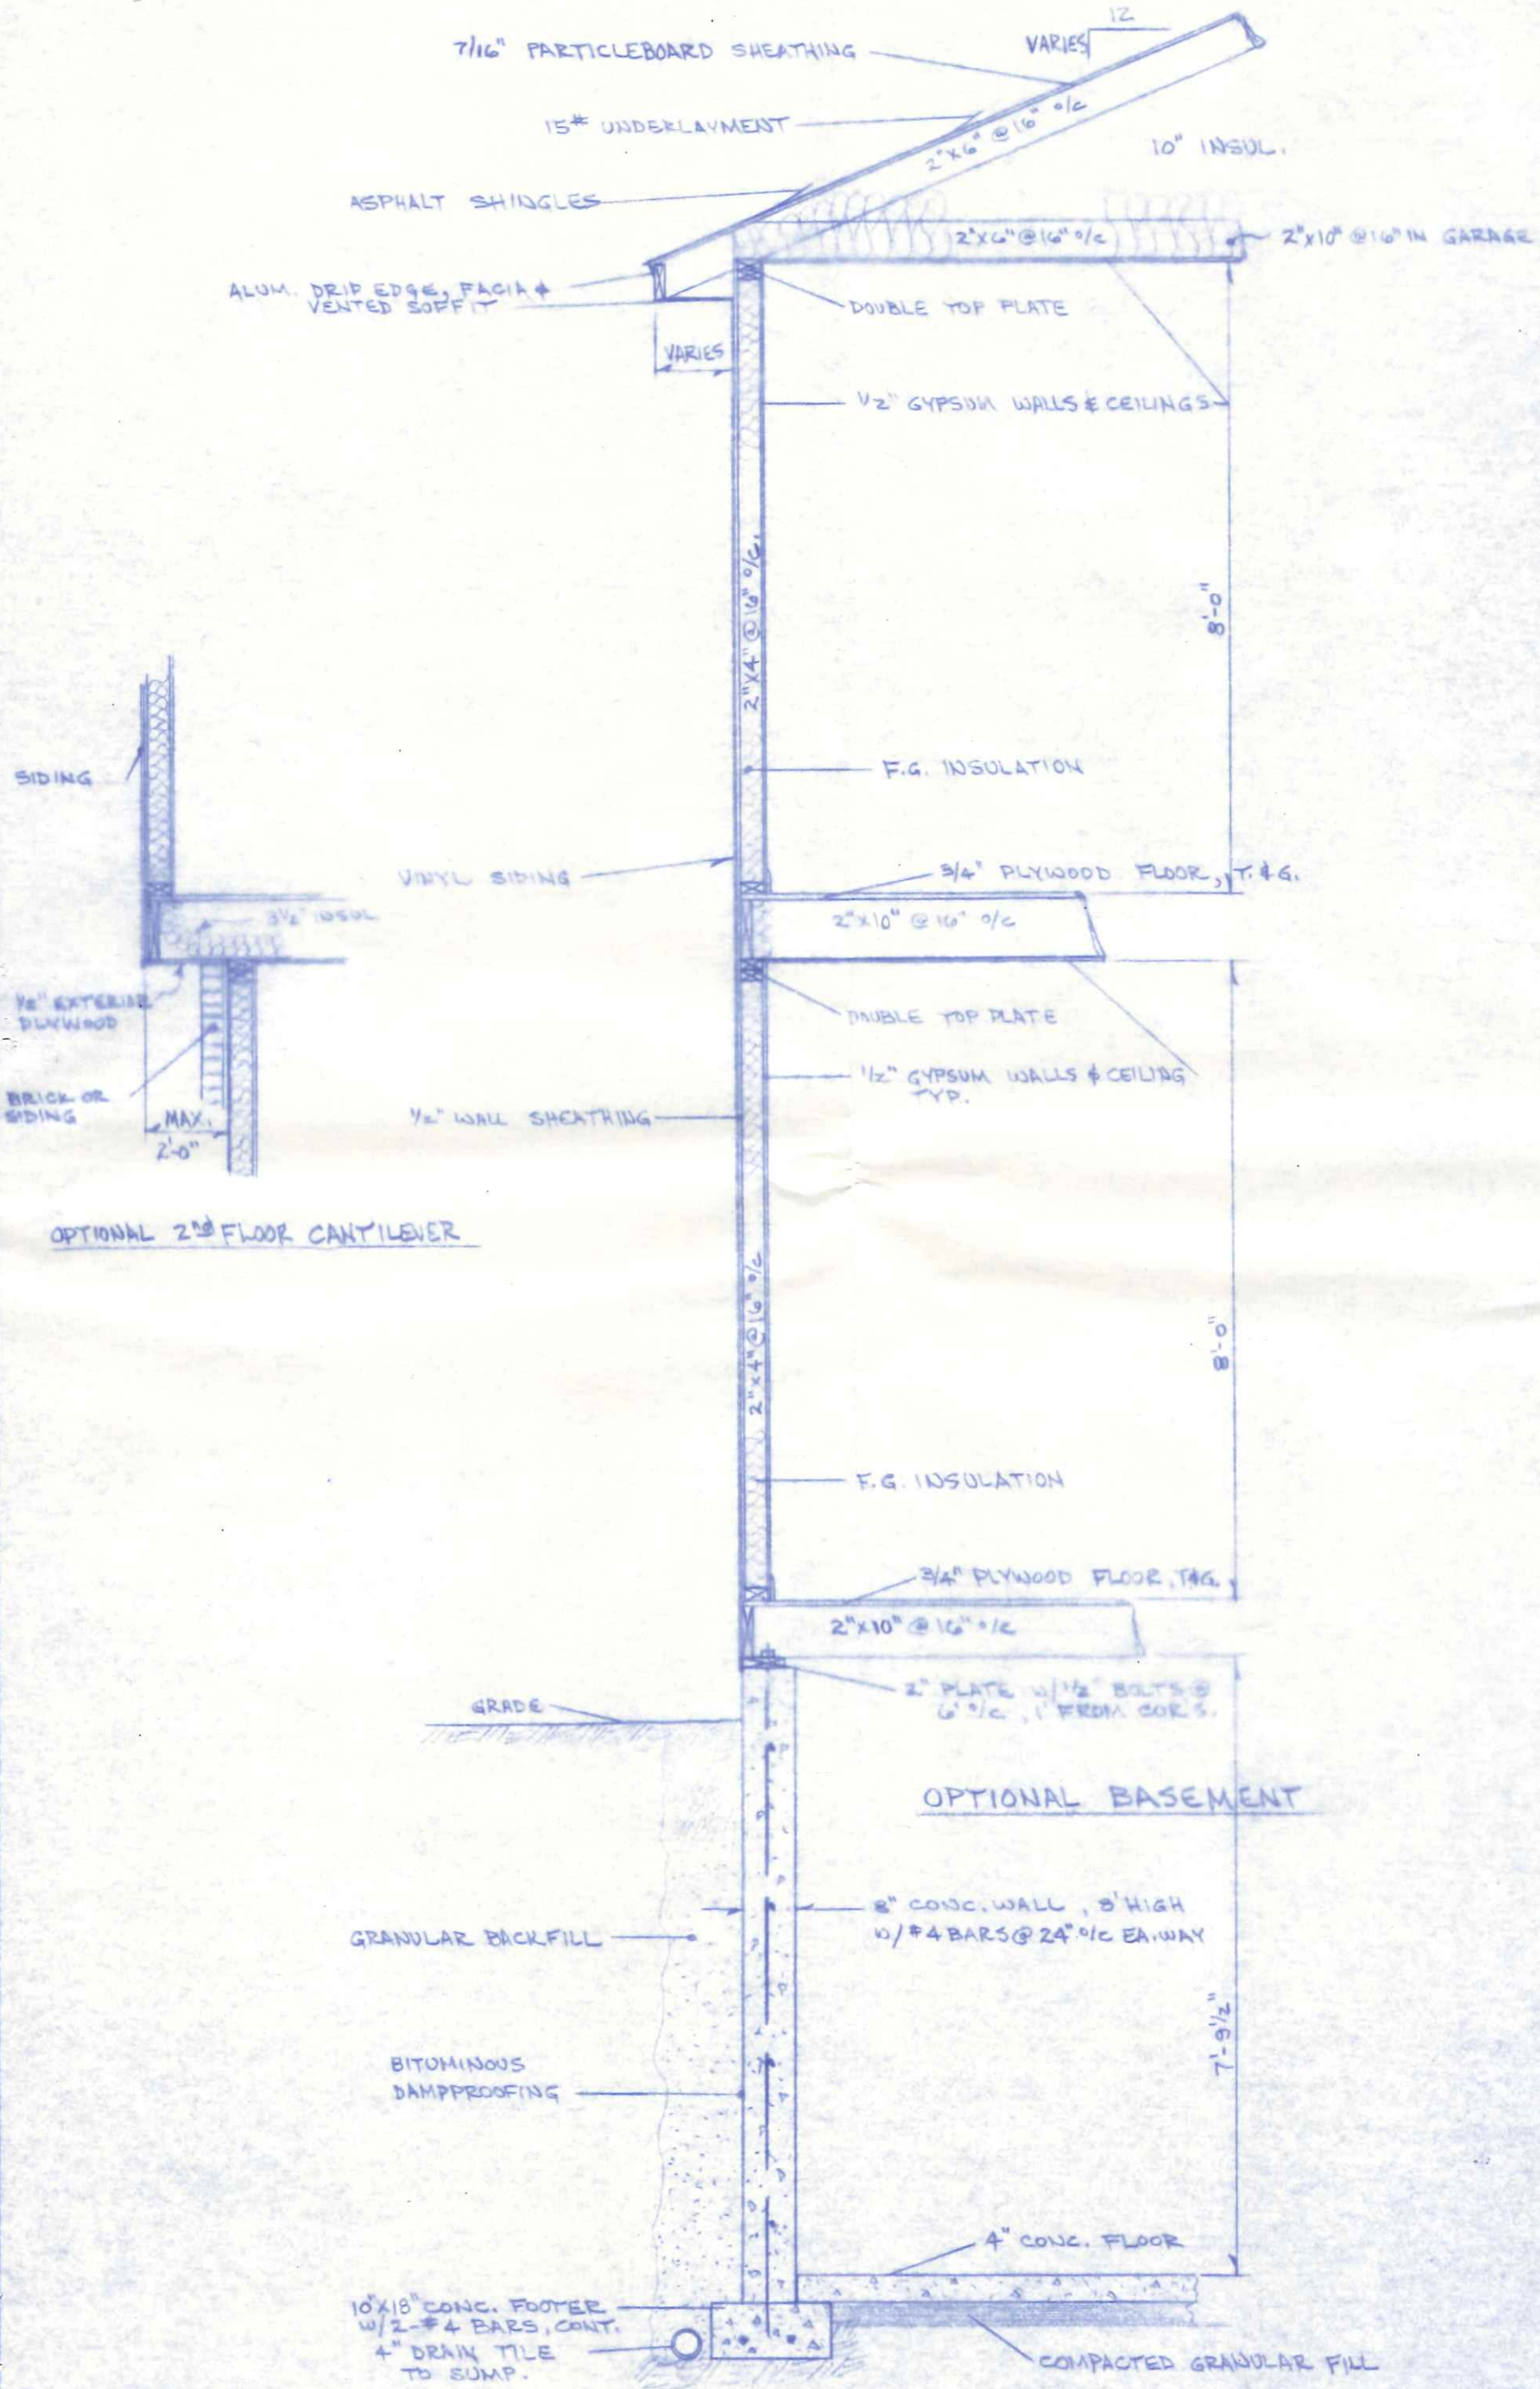 12
VARIES
7/16" PARTICLEBOARD SHEATHING
15# UNDERLAYMENT
2"X6" @ 16" o/c
10" INSUL.
ASPHALT SHINGLES
2"X6" @ 16" o/c
2"X10" @ 16" IN GARAGE
ALUM. DRIP EDGE, FACIA &
VENTED SOFFIT
DOUBLE TOP PLATE
VARIES
1/2" GYPSUM WALLS & CEILINGS
2"X4" @ 16" o/c.
8'-0"
F.G. INSULATION
SIDING
VINYL SIDING
3/4" PLYWOOD FLOOR, T. & G.
3 1/2" INSUL
2"X10" @ 16" o/c
1/2" EXTERIOR
PLYWOOD
DOUBLE TOP PLATE
1/2" GYPSUM WALLS & CEILING
TYP.
BRICK OR
SIDING
MAX.
2'-0"
1/2" WALL SHEATHING
OPTIONAL 2nd FLOOR CANTILEVER
2"X4" @ 16" o/c
8'-0"
F.G. INSULATION
3/4" PLYWOOD FLOOR, T&G.
2"X10" @ 16" o/c
2" PLATE W/ 1/2" BOLTS @
6' o/c, 1' FROM COR'S.
GRADE
OPTIONAL BASEMENT
8" CONC. WALL, 8' HIGH
W/ #4 BARS @ 24" o/c EA. WAY
GRANULAR BACKFILL
7'-9 1/2"
BITUMINOUS
DAMPPROOFING
4" CONC. FLOOR
10"X18" CONC. FOOTER
W/2-#4 BARS, CONT.
4" DRAIN TILE
TO SUMP.
COMPACTED GRANULAR FILL